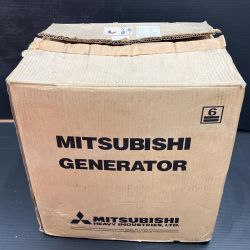 6
MITSUBISHI
GENERATOR
MITSUBISHI
HEAVY INDUSTRIES, LTD.